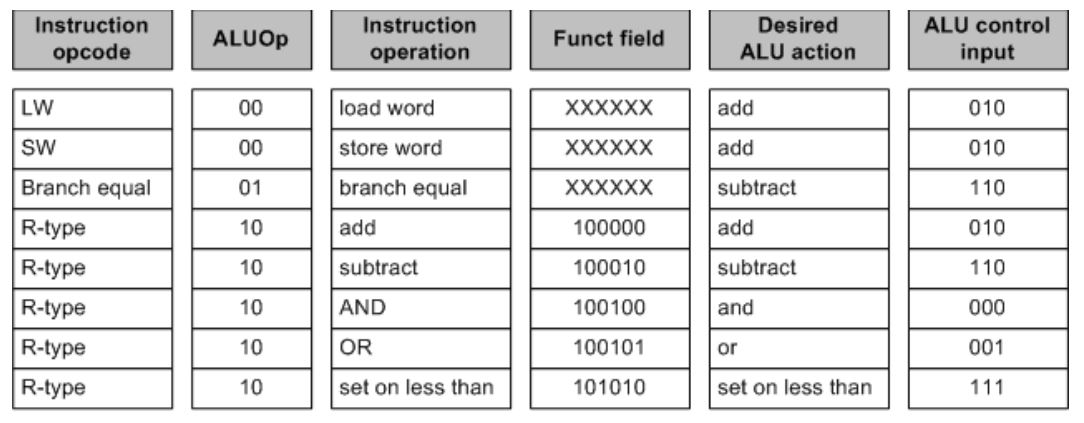 Instruction opcode ALUOp Instruction operation Funct field Desired ALU action ALU control input
LW 00 load word XXXXXX add 010
SW 00 store word XXXXXX add 010
Branch equal 01 branch equal XXXXXX subtract 110
R-type 10 add 100000 add 010
R-type 10 subtract 100010 subtract 110
R-type 10 AND 100100 and 000
R-type 10 OR 100101 or 001
R-type 10 set on less than 101010 set on less than 111